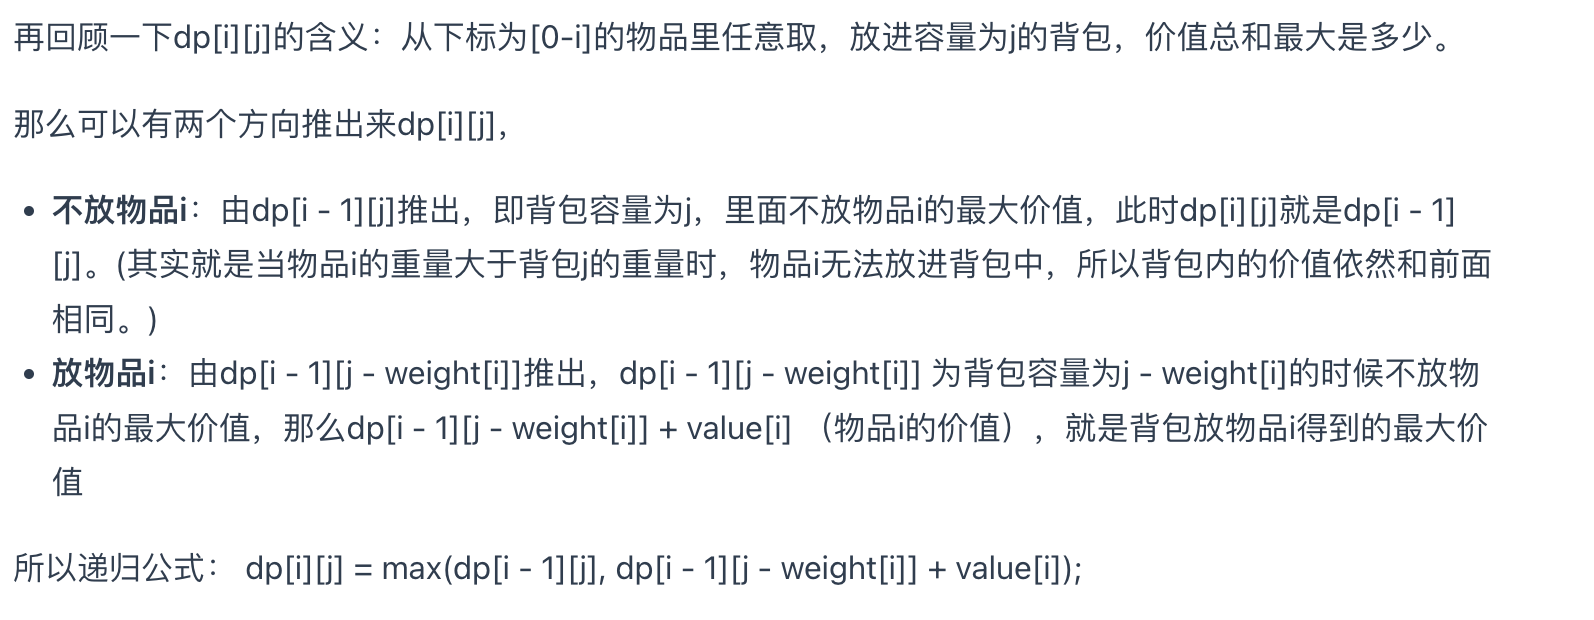 再回顾一下dp[i][j]的含义：从下标为[0-i]的物品里任意取，放进容量为j的背包，价值总和最大是多少。
那么可以有两个方向推出来dp[i][j]，
• 不放物品i：由dp[i - 1][j]推出，即背包容量为j，里面不放物品i的最大价值，此时dp[i][j]就是dp[i - 1]
[j]。(其实就是当物品i的重量大于背包j的重量时，物品i无法放进背包中，所以背包内的价值依然和前面
相同。)
• 放物品i：由dp[i - 1][j - weight[i]]推出，dp[i - 1][j - weight[i]] 为背包容量为j - weight[i]的时候不放物
品i的最大价值，那么dp[i - 1][j - weight[i]] + value[i] （物品i的价值），就是背包放物品i得到的最大价
值
所以递归公式： dp[i][j] = max(dp[i - 1][j], dp[i - 1][j - weight[i]] + value[i]);